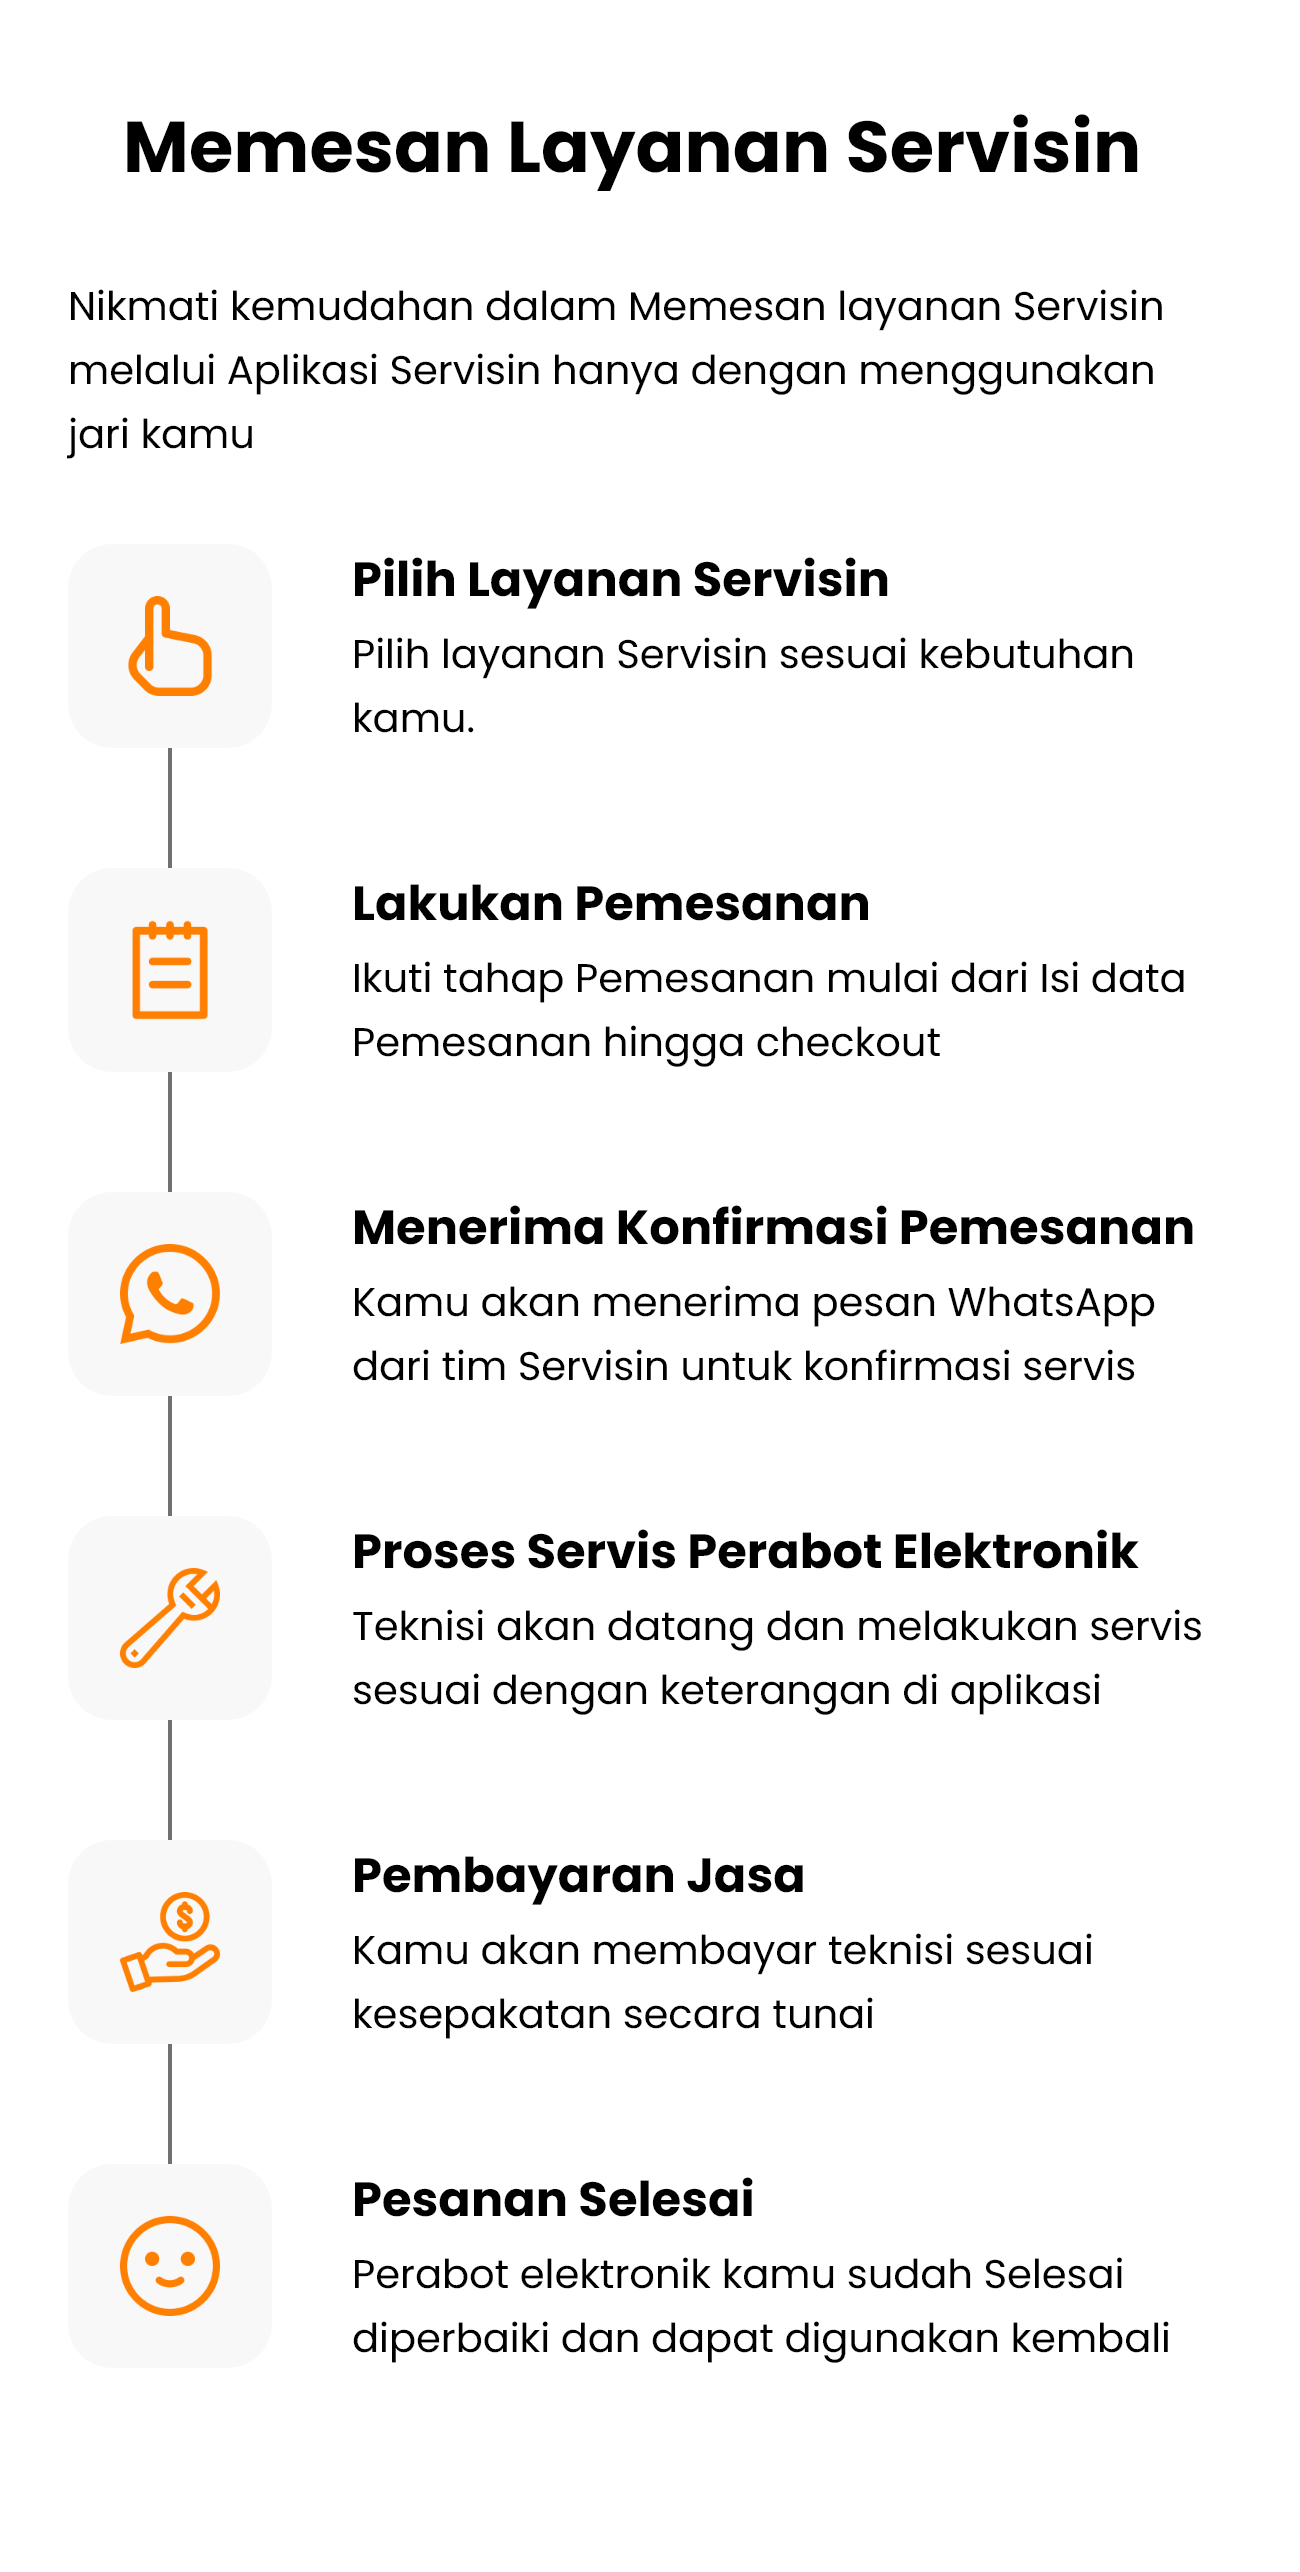 Memesan Layanan Servisin
Nikmati kemudahan dalam Memesan layanan Servisin
melalui Aplikasi Servisin hanya dengan menggunakan
jari kamu
Pilih Layanan Servisin
Pilih layanan Servisin sesuai kebutuhan
kamu.
Lakukan Pemesanan
Ikuti tahap Pemesanan mulai dari Isi data
Pemesanan hingga checkout
Menerima Konfirmasi Pemesanan
Kamu akan menerima pesan WhatsApp
dari tim Servisin untuk konfirmasi servis
Proses Servis Perabot Elektronik
Teknisi akan datang dan melakukan servis
sesuai dengan keterangan di aplikasi
$
Pembayaran Jasa
Kamu akan membayar teknisi sesuai
kesepakatan secara tunai
Pesanan Selesai
Perabot elektronik kamu sudah Selesai
diperbaiki dan dapat digunakan kembali